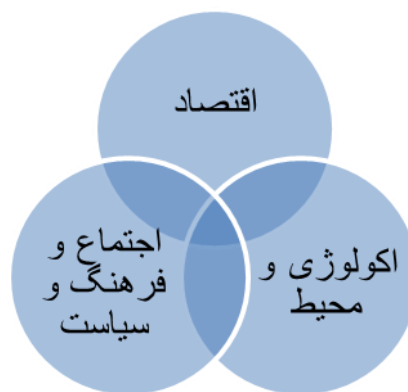 اقتصاد
اکولوژی و
محیط
اجتماع و
فرهنگ و
سیاست